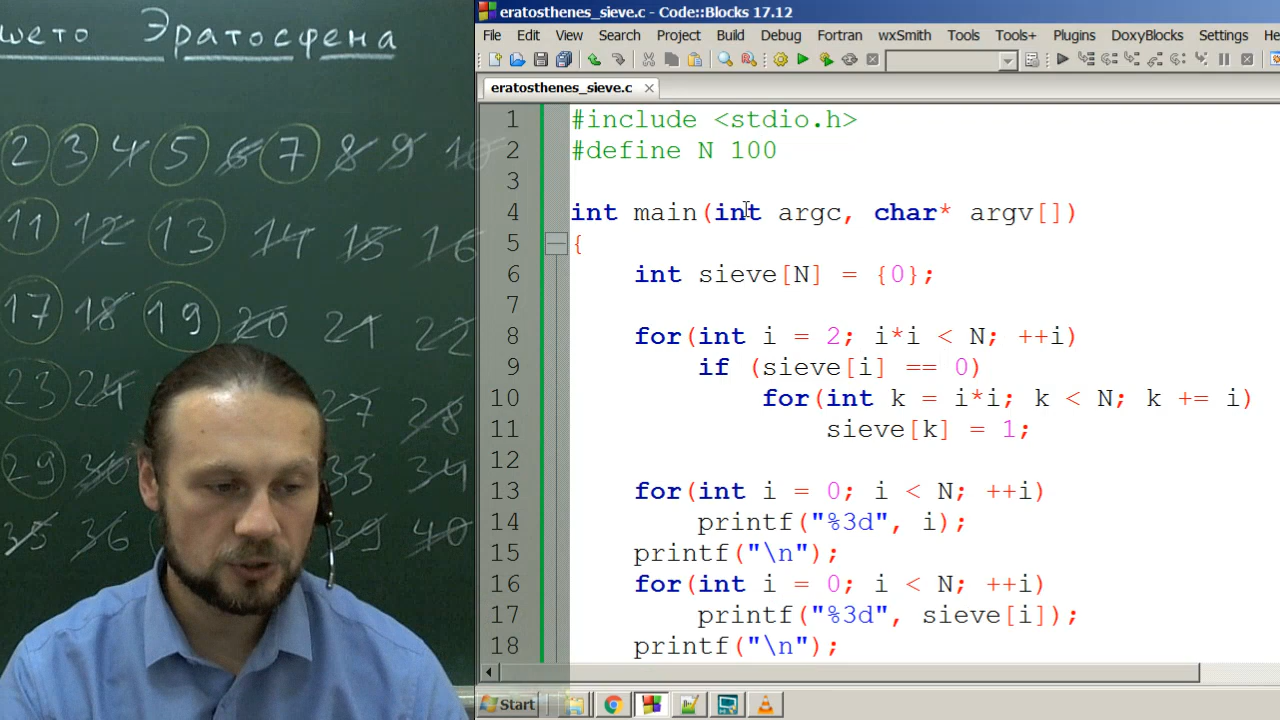 шето Эратосфена
2 3 4 5 6 7 8 9 10
11 12 13 14 15 16
17 18 19 20 21 22
23 24 27 28
29 30 33 34
35 36 39 40
eratosthenes_sieve.c - Code::Blocks 17.12
File Edit View Search Project Build Debug Fortran wxSmith Tools Tools+ Plugins DoxyBlocks Settings He
eratosthenes_sieve.c
1 #include <stdio.h>
2 #define N 100
3
4 int main(int argc, char* argv[])
5 {
6 int sieve[N] = {0};
7
8 for(int i = 2; i*i < N; ++i)
9 if (sieve[i] == 0)
10 for(int k = i*i; k < N; k += i)
11 sieve[k] = 1;
12
13 for(int i = 0; i < N; ++i)
14 printf("%3d", i);
15 printf("\n");
16 for(int i = 0; i < N; ++i)
17 printf("%3d", sieve[i]);
18 printf("\n");
Start